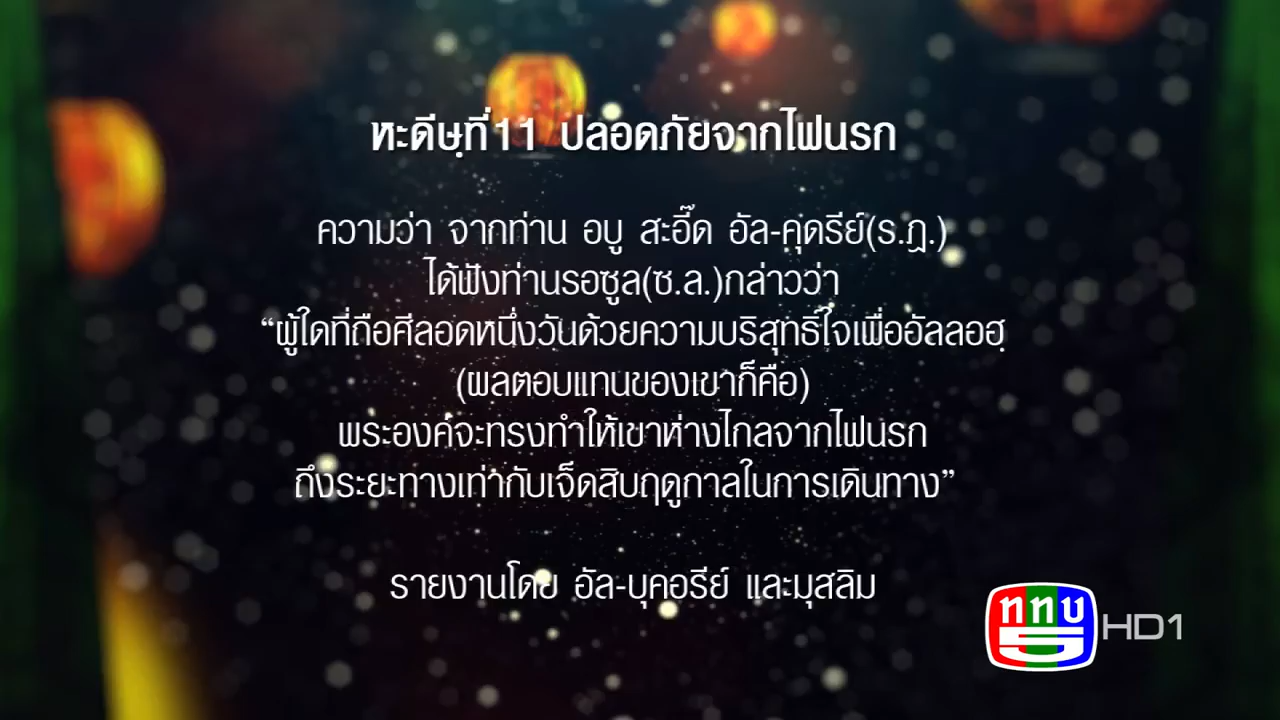 หะดีษฺที่11 ปลอดภัยจากไฟนรก
ความว่า จากท่าน อบู สะอี๊ด อัล-คุดรีย์(ร.ฎ.)
ได้ฟังท่านรอซูล(ซ.ล.)กล่าวว่า
“ผู้ใดที่ถือศีลอดหนึ่งวันด้วยความบริสุทธิ์ใจเพื่ออัลลอฮฺ
(ผลตอบแทนของเขาก็คือ)
พระองค์จะทรงทำให้เขาห่างไกลจากไฟนรก
ถึงระยะทางเท่ากับเจ็ดสิบฤดูกาลในการเดินทาง”
รายงานโดย อัล-บุคอรีย์ และมุสลิม
ททบ HD1
5